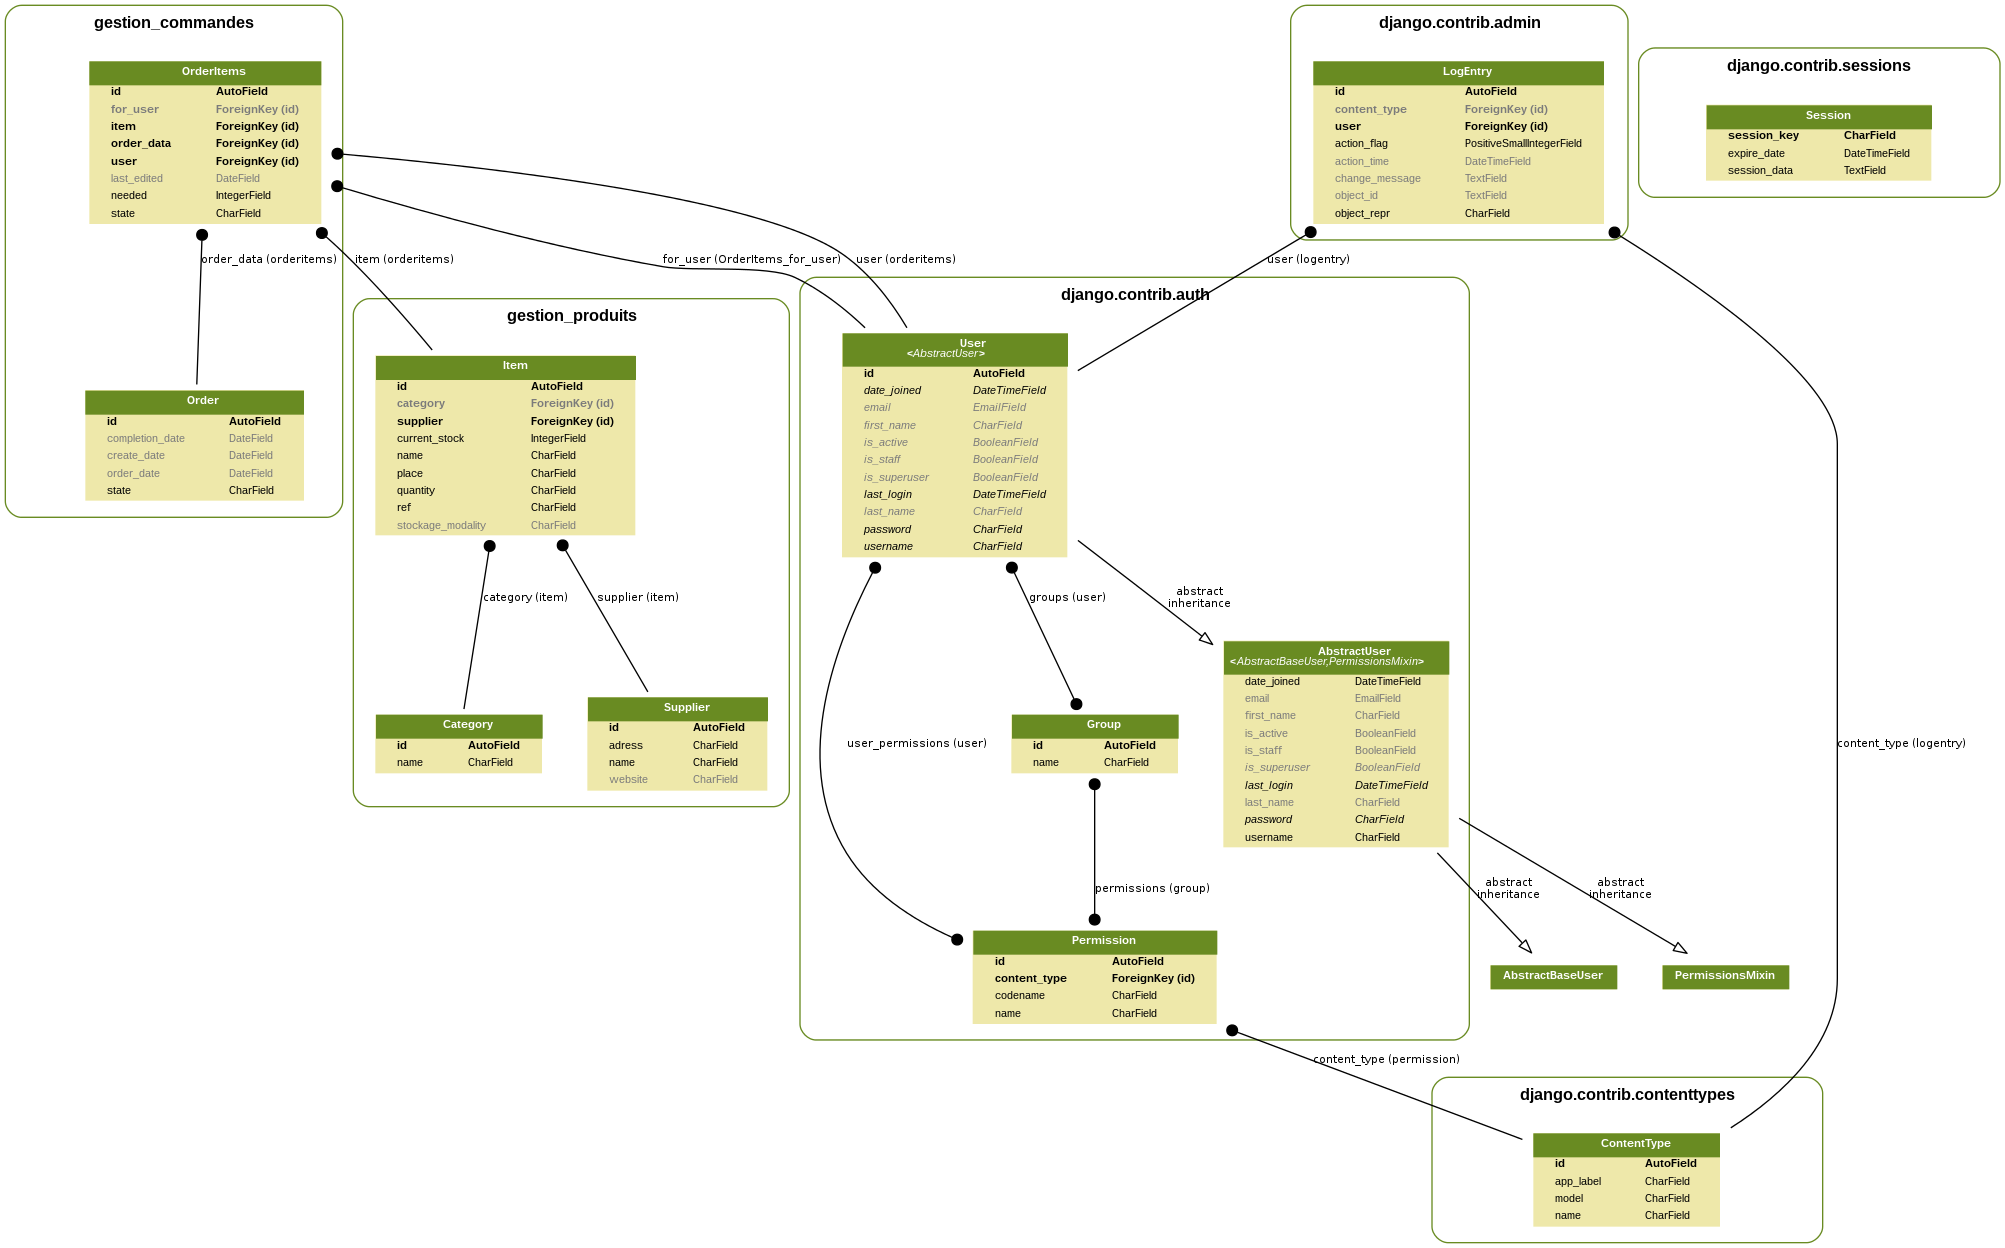 gestion_commandes
OrderItems
id AutoField
for_user ForeignKey (id)
item ForeignKey (id)
order_data ForeignKey (id)
user ForeignKey (id)
last_edited DateField
needed IntegerField
state CharField
order_data (orderitems)
item (orderitems)
for_user (OrderItems_for_user)
user (orderitems)
Order
id AutoField
completion_date DateField
create_date DateField
order_date DateField
state CharField
gestion_produits
Item
id AutoField
category ForeignKey (id)
supplier ForeignKey (id)
current_stock IntegerField
name CharField
place CharField
quantity CharField
ref CharField
stockage_modality CharField
category (item)
supplier (item)
Category
id AutoField
name CharField
Supplier
id AutoField
adress CharField
name CharField
website CharField
django.contrib.admin
LogEntry
id AutoField
content_type ForeignKey (id)
user ForeignKey (id)
action_flag PositiveSmallIntegerField
action_time DateTimeField
change_message TextField
object_id TextField
object_repr CharField
user (logentry)
django.contrib.sessions
Session
session_key CharField
expire_date DateTimeField
session_data TextField
django.contrib.auth
User
<AbstractUser>
id AutoField
date_joined DateTimeField
email EmailField
first_name CharField
is_active BooleanField
is_staff BooleanField
is_superuser BooleanField
last_login DateTimeField
last_name CharField
password CharField
username CharField
groups (user)
abstract
inheritance
user_permissions (user)
Group
id AutoField
name CharField
permissions (group)
AbstractUser
<AbstractBaseUser,PermissionsMixin>
date_joined DateTimeField
email EmailField
first_name CharField
is_active BooleanField
is_staff BooleanField
is_superuser BooleanField
last_login DateTimeField
last_name CharField
password CharField
username CharField
content_type (logentry)
abstract
inheritance
abstract
inheritance
Permission
id AutoField
content_type ForeignKey (id)
codename CharField
name CharField
AbstractBaseUser
PermissionsMixin
content_type (permission)
django.contrib.contenttypes
ContentType
id AutoField
app_label CharField
model CharField
name CharField